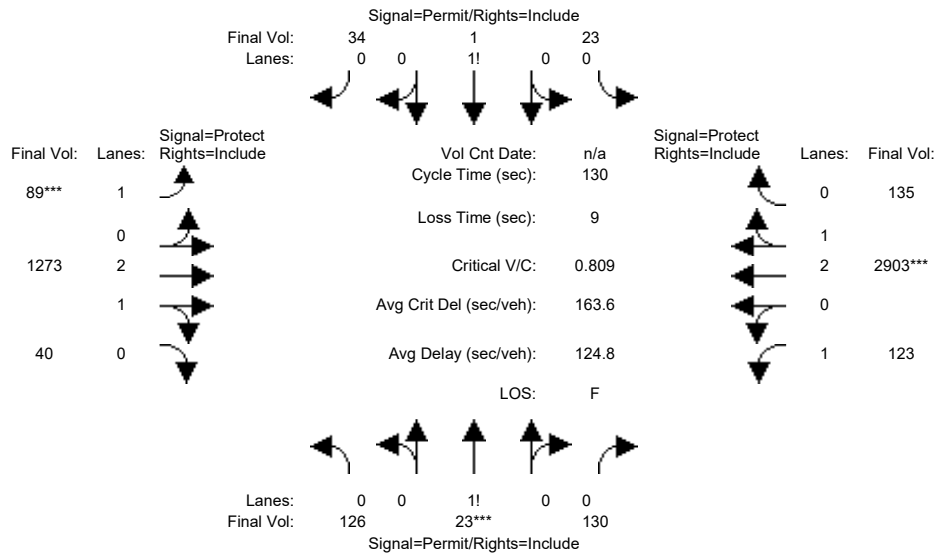 Signal=Permit/Rights=Include
Final Vol: 34 1 23
Lanes: 0 0 1! 0 0
Signal=Protect Signal=Protect
Final Vol: Lanes: Rights=Include Vol Cnt Date: n/a Rights=Include Lanes: Final Vol:
Cycle Time (sec): 130
89*** 1 0 135
Loss Time (sec): 9
0 1
1273 2 Critical V/C: 0.809 2 2903***
1 Avg Crit Del (sec/veh): 163.6 0
40 0 Avg Delay (sec/veh): 124.8 1 123
LOS: F
Lanes: 0 0 1! 0 0
Final Vol: 126 23*** 130
Signal=Permit/Rights=Include